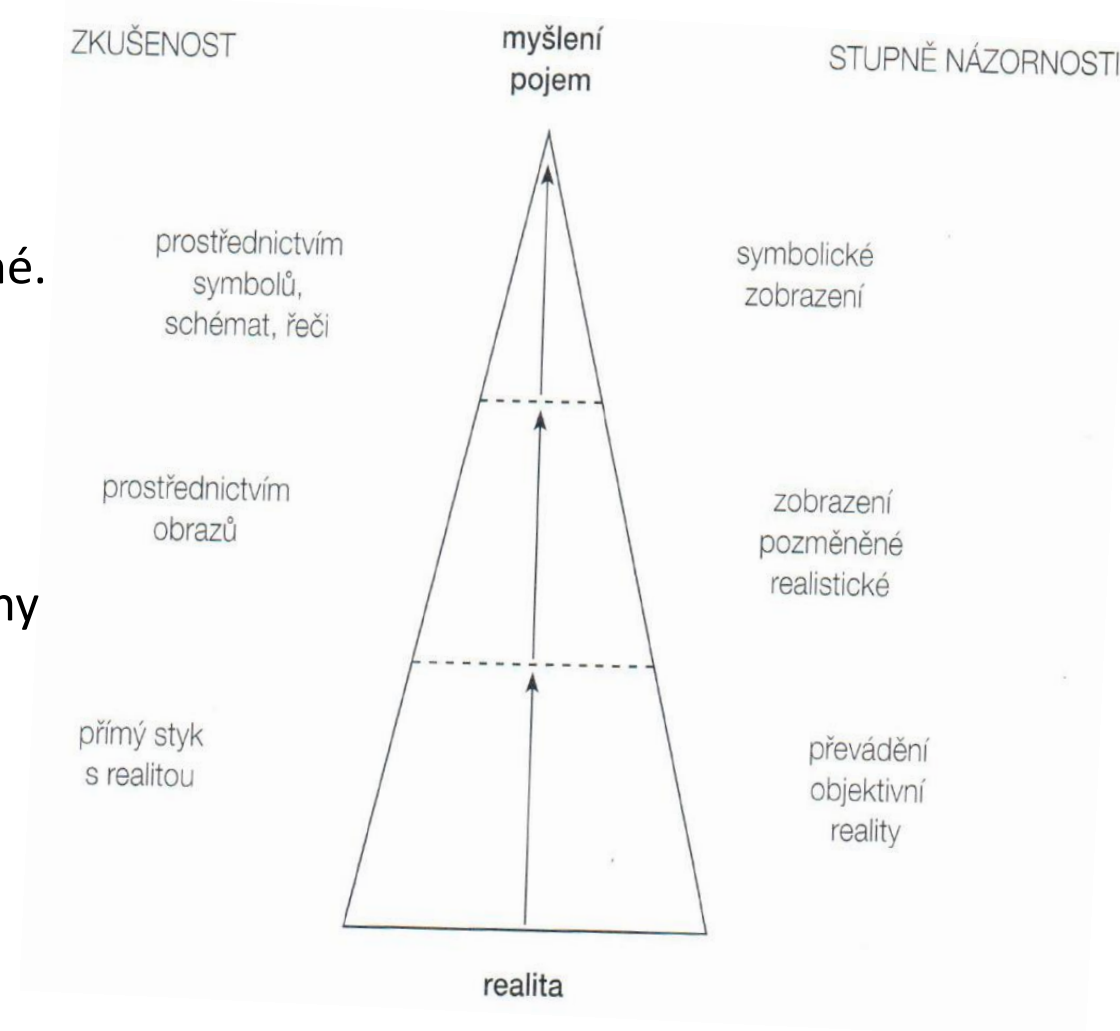 ZKUŠENOST
myšlení
pojem
STUPNĚ NÁZORNOSTI
prostřednictvím
symbolů,
schémat, řeči
symbolické
zobrazení
prostřednictvím
obrazů
zobrazení
pozměněné
realistické
přímý styk
s realitou
převádění
objektivní
reality
realita